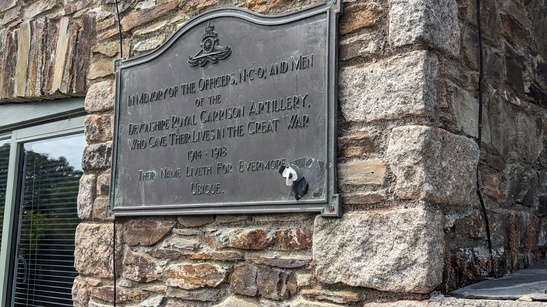 In Memory of the Officers, N·C·O; and Men
of the
Devonshire Royal Garrison Artillery,
Who Gave Their Lives in the Great War
1914 · 1918
Their Name Liveth For Evermore
Ubique.